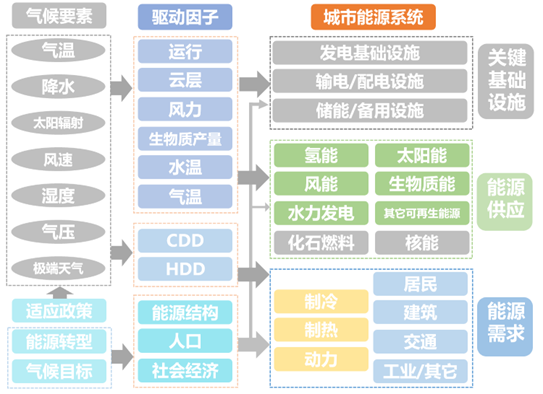 气候要素
气温
降水
太阳辐射
风速
湿度
气压
极端天气
适应政策
能源转型
气候目标
驱动因子
运行
云层
风力
生物质产量
水温
气温
CDD
HDD
能源结构
人口
社会经济
城市能源系统
发电基础设施
输电/配电设施
储能/备用设施
关键
基础
设施
氢能
太阳能
风能
生物质能
水力发电
其它可再生能源
化石燃料
核能
能源
供应
制冷
制热
动力
居民
建筑
交通
工业/其它
能源
需求